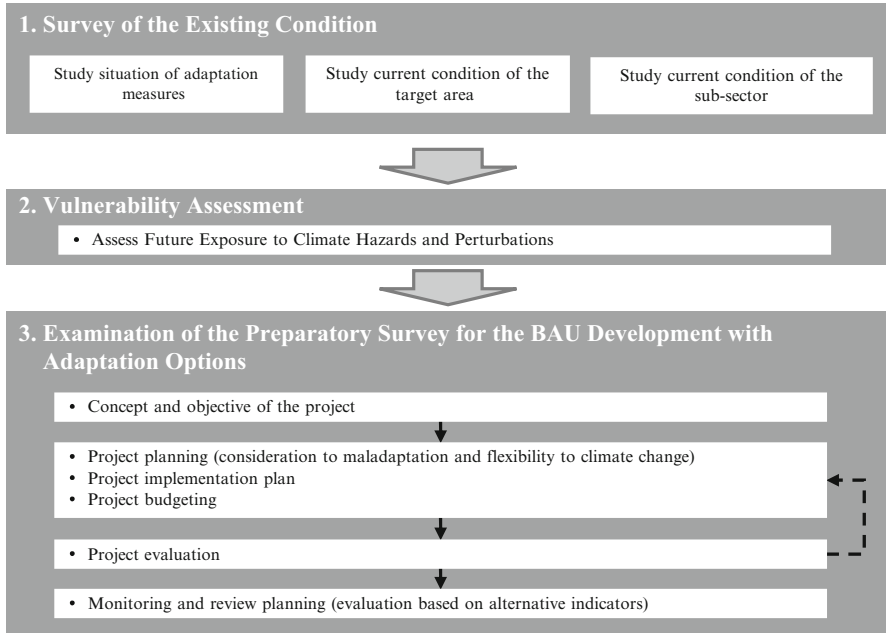 1. Survey of the Existing Condition
Study situation of adaptation
measures
Study current condition of the
target area
Study current condition of the
sub-sector
2. Vulnerability Assessment
• Assess Future Exposure to Climate Hazards and Perturbations
3. Examination of the Preparatory Survey for the BAU Development with
Adaptation Options
• Concept and objective of the project
• Project planning (consideration to maladaptation and flexibility to climate change)
• Project implementation plan
• Project budgeting
• Project evaluation
• Monitoring and review planning (evaluation based on alternative indicators)